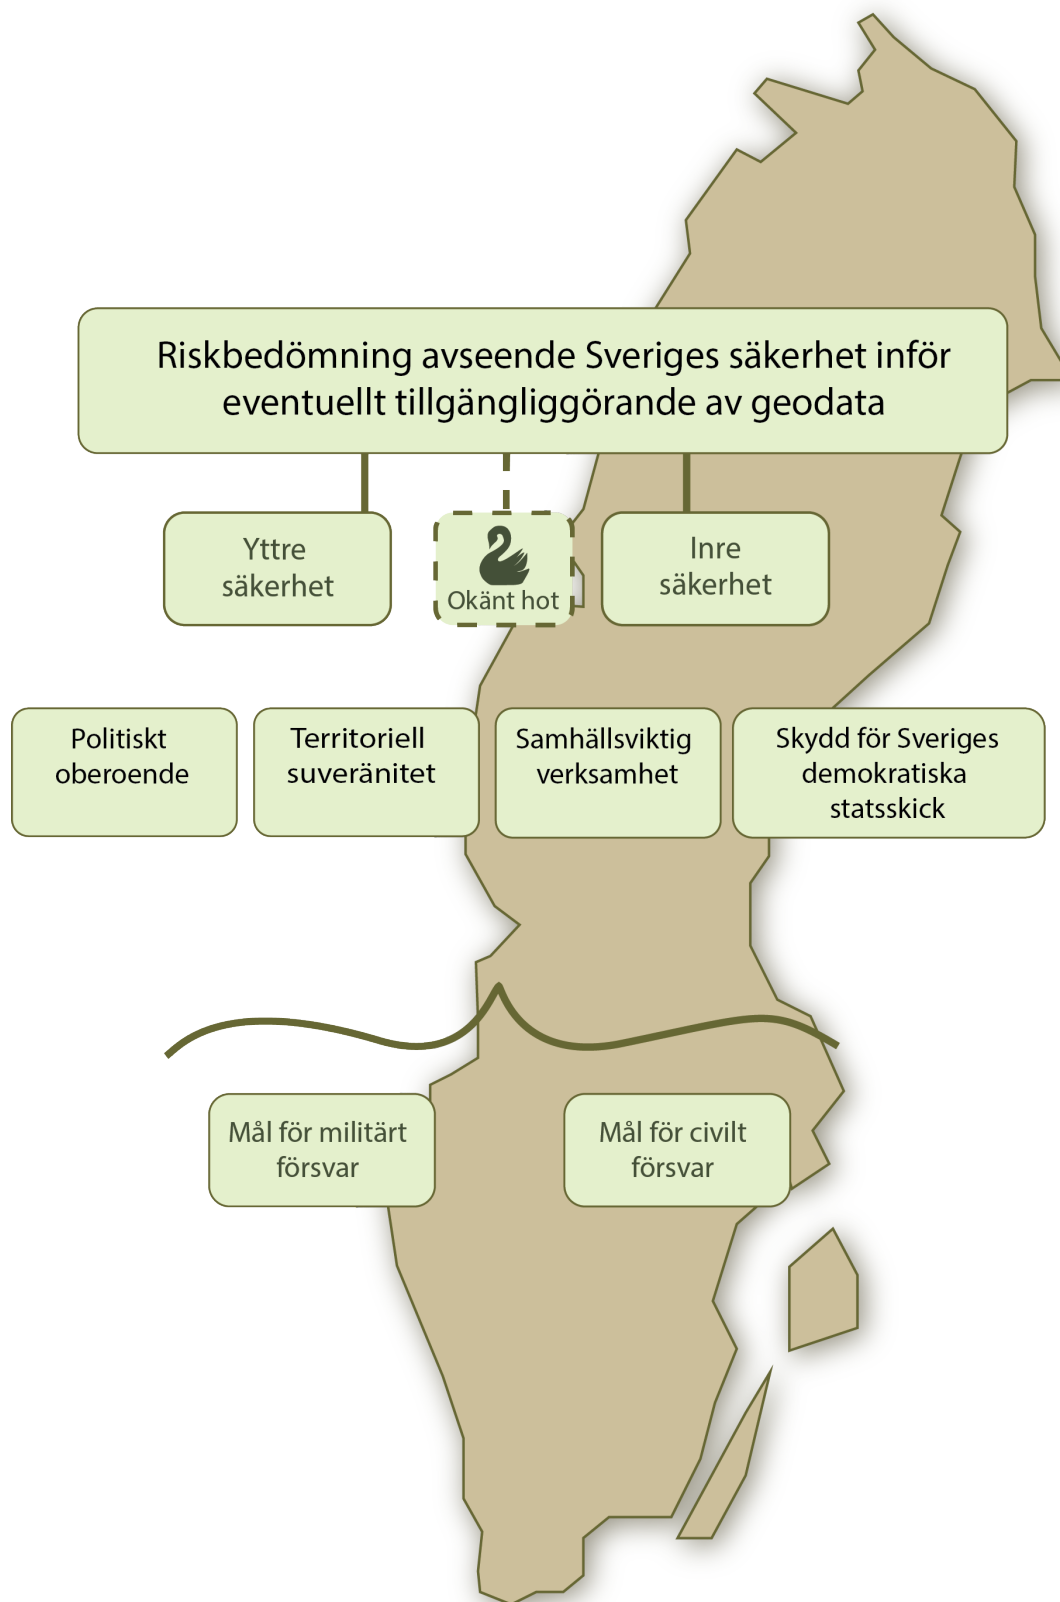 Riskbedömning avseende Sveriges säkerhet inför
eventuellt tillgängliggörande av geodata
Yttre
säkerhet
Okänt hot
Inre
säkerhet
Politiskt
oberoende
Territoriell
suveränitet
Samhällsviktig
verksamhet
Skydd för Sveriges
demokratiska
statsskick
Mål för militärt
försvar
Mål för civilt
försvar